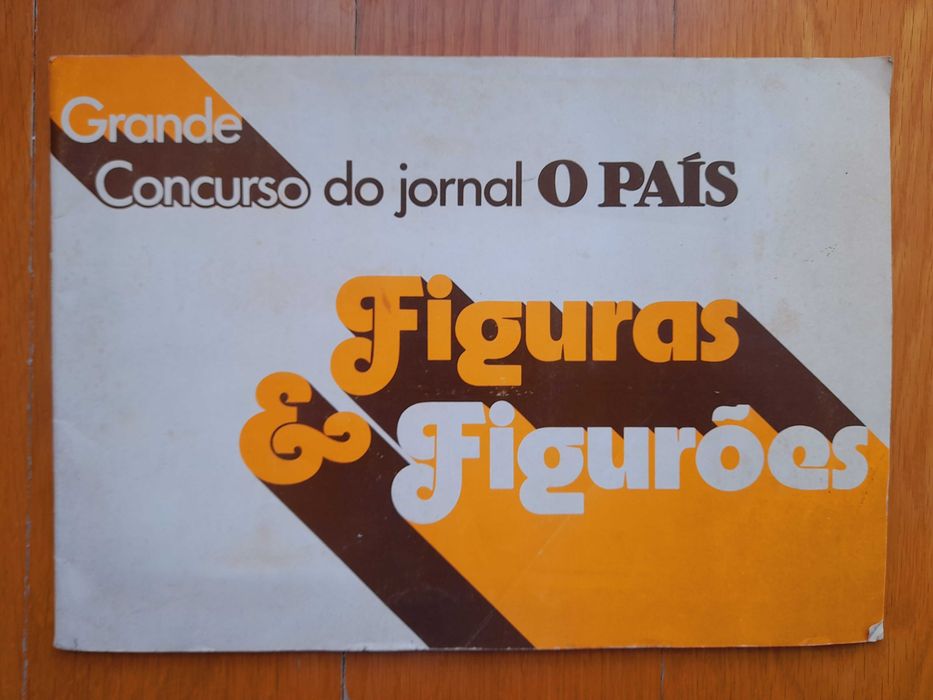 Grande
Concurso do jornal O PAÍS
Figuras
& Figurões